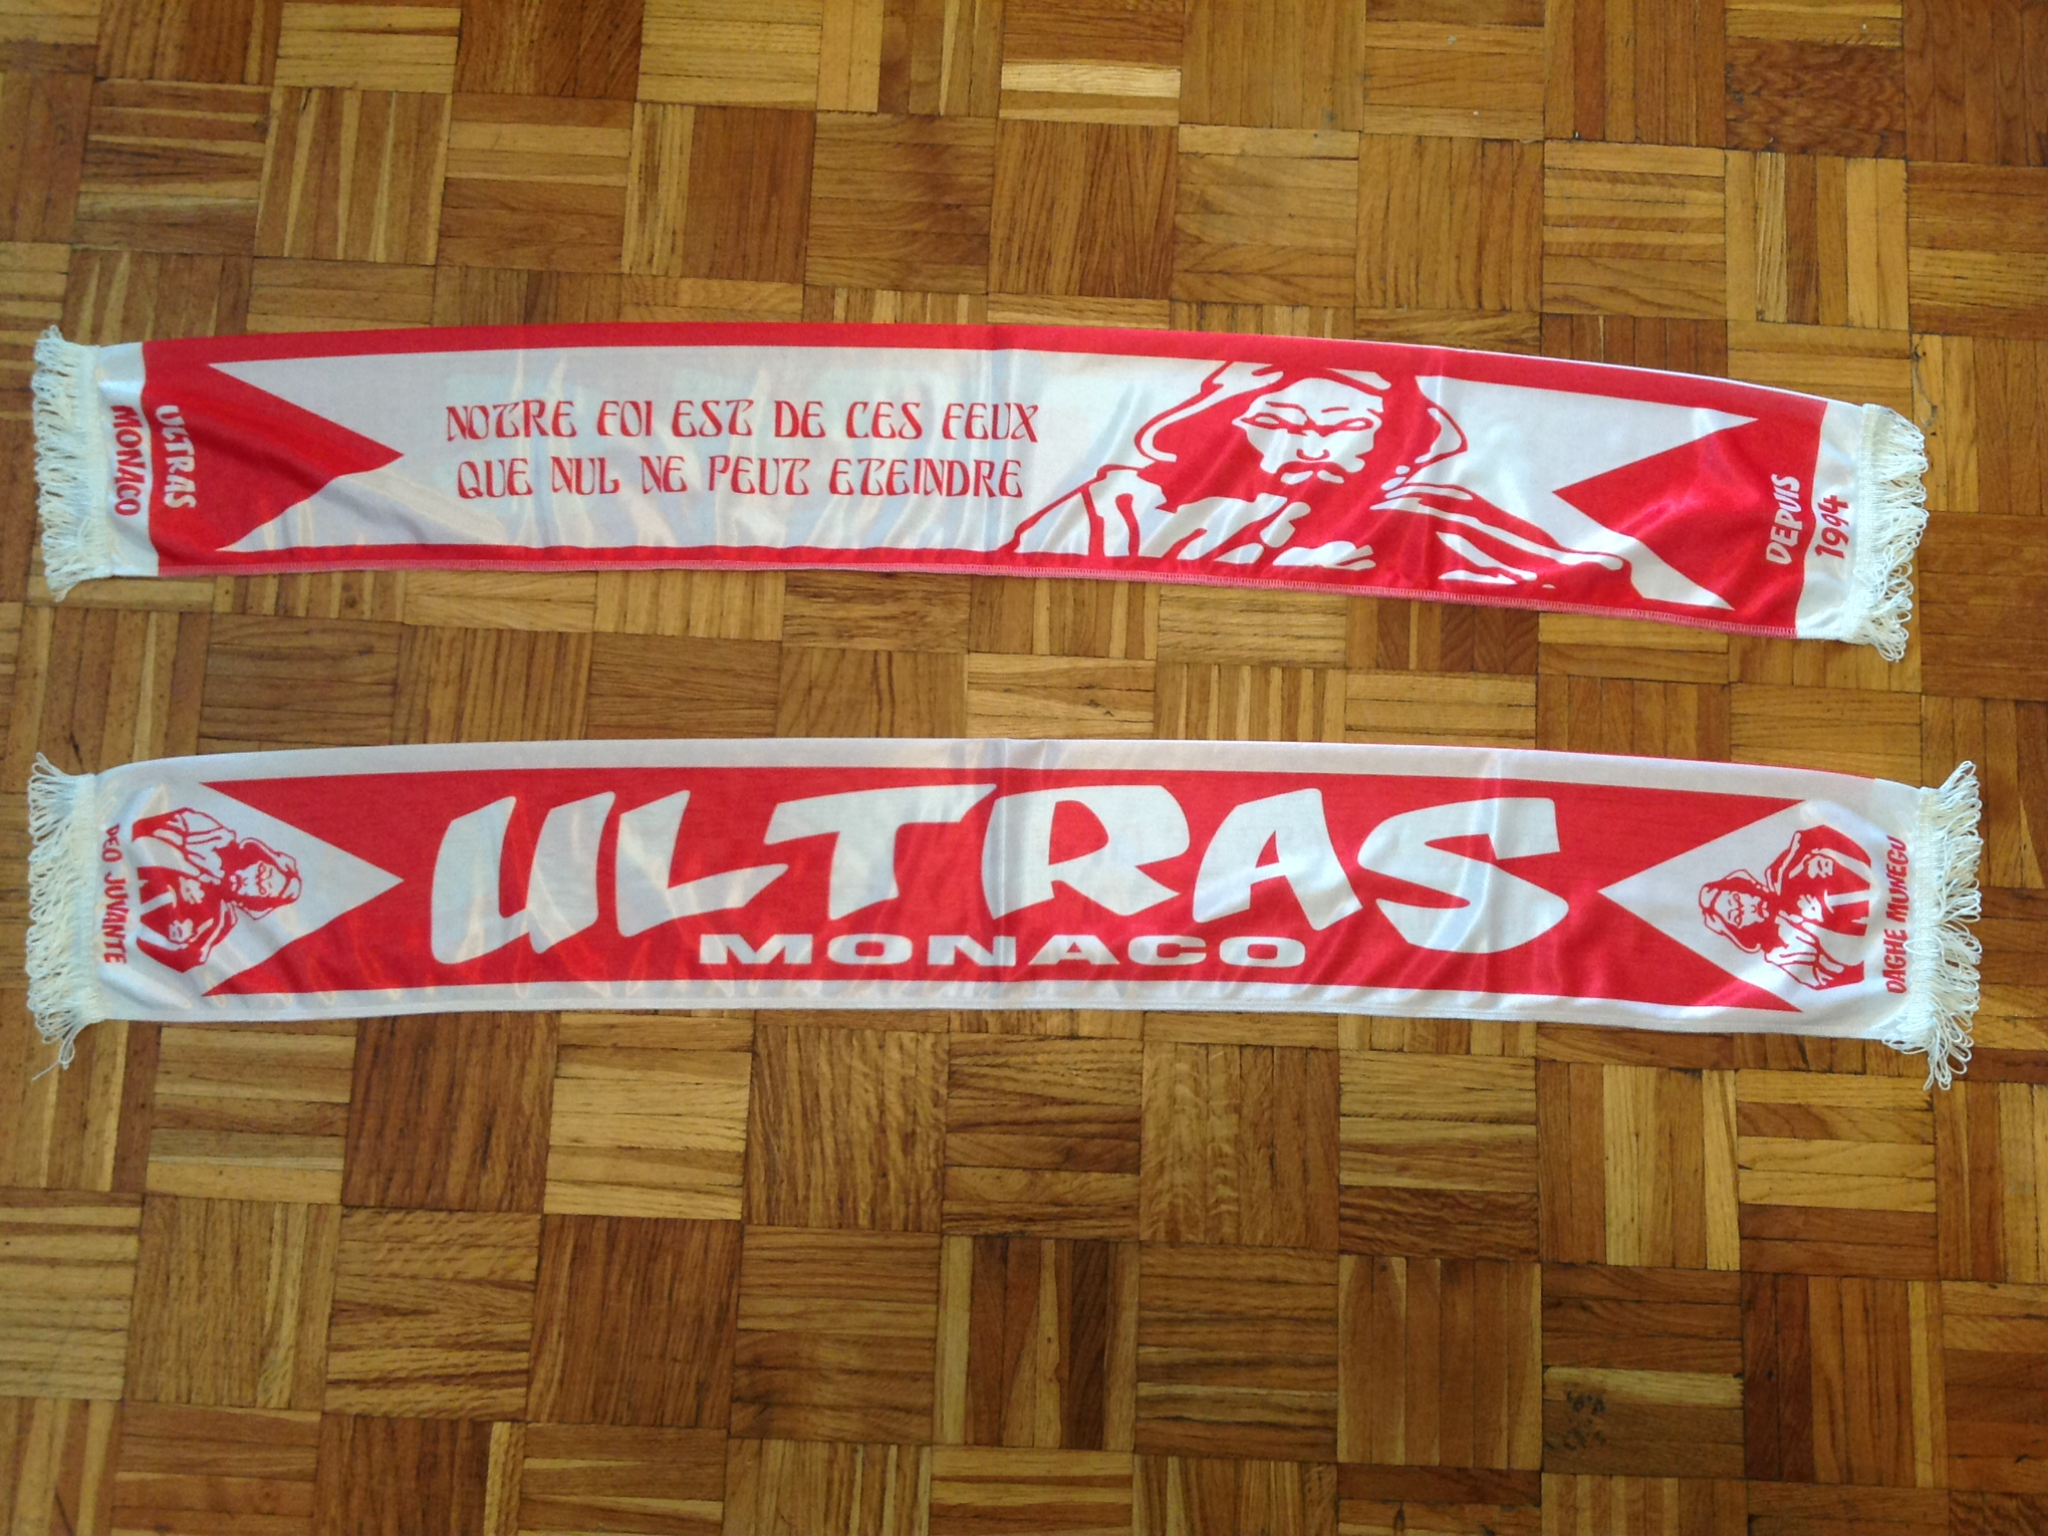 ULTRAS
MONACO
NOTRE FOI EST DE CES FEUX
QUE NUL NE PEUT ETEINDRE
DEPUIS
1994
DEO JUVANTE
ULTRAS
MONACO
DAGHE MUNEGU